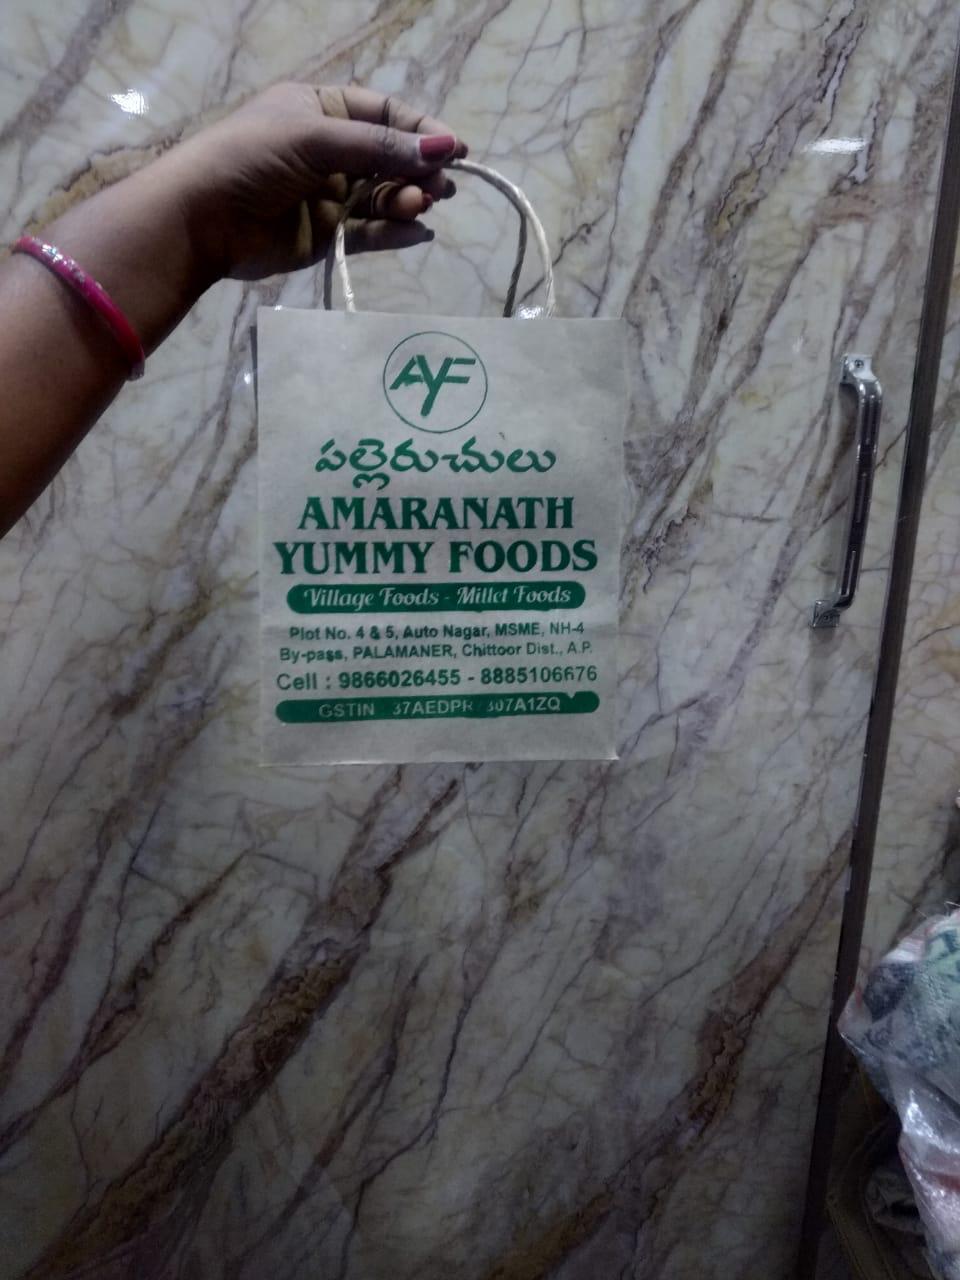 AYF
పల్లెరుచులు
AMARANATH
YUMMY FOODS
Village Foods - Millet Foods
Plot No. 4 & 5, Auto Nagar, MSME, NH-4
By-pass, PALAMANER, Chittoor Dist., A.P.
Cell : 9866026455 - 8885106676
GSTIN